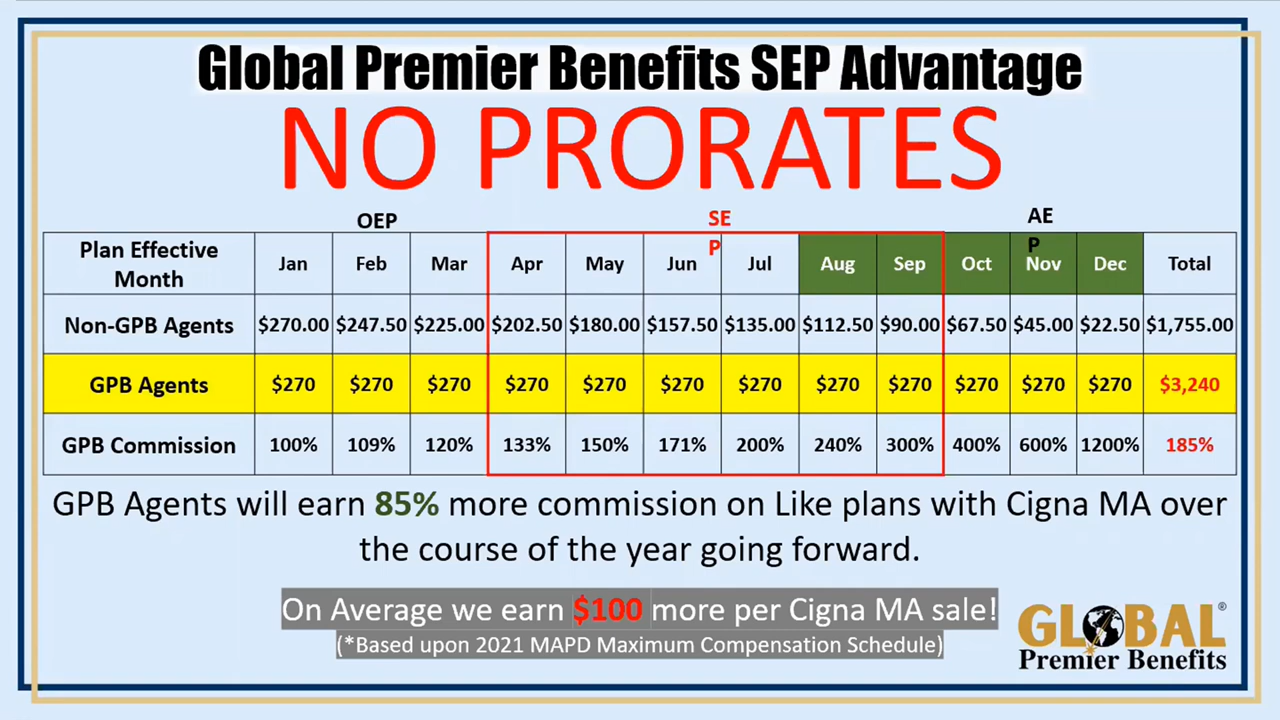 Global Premier Benefits SEP Advantage
NO PRORATES
OEP SE P AE P
Plan Effective Month Jan Feb Mar Apr May Jun Jul Aug Sep Oct Nov Dec Total
Non-GPB Agents $270.00 $247.50 $225.00 $202.50 $180.00 $157.50 $135.00 $112.50 $90.00 $67.50 $45.00 $22.50 $1,755.00
GPB Agents $270 $270 $270 $270 $270 $270 $270 $270 $270 $270 $270 $270 $3,240
GPB Commission 100% 109% 120% 133% 150% 171% 200% 240% 300% 400% 600% 1200% 185%
GPB Agents will earn 85% more commission on Like plans with Cigna MA over
the course of the year going forward.
On Average we earn $100 more per Cigna MA sale!
(*Based upon 2021 MAPD Maximum Compensation Schedule)
GLOBAL®
Premier Benefits